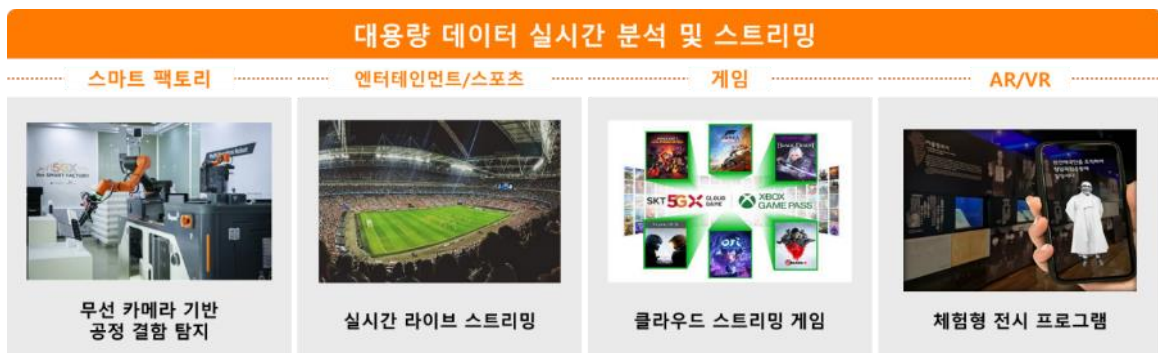 대용량 데이터 실시간 분석 및 스트리밍
스마트 팩토리
엔터테인먼트/스포츠
게임
AR/VR
5GX
SMART FACTORY
SKT 5GX CLOUD GAME
XBOX GAME PASS
ori
무선 카메라 기반
공정 결함 탐지
실시간 라이브 스트리밍
클라우드 스트리밍 게임
체험형 전시 프로그램